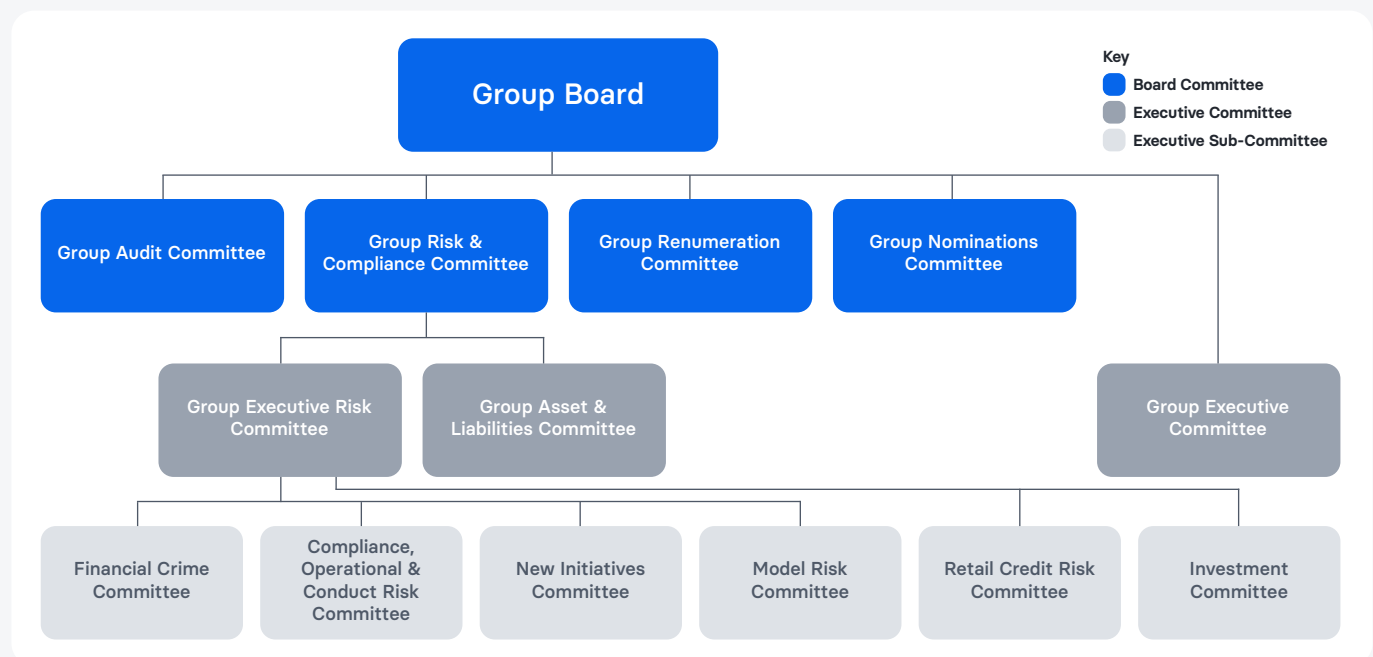 Group Board
Key
Board Committee
Executive Committee
Executive Sub-Committee
Group Audit Committee
Group Risk &
Compliance Committee
Group Renumeration
Committee
Group Nominations
Committee
Group Executive Risk
Committee
Group Asset &
Liabilities Committee
Group Executive
Committee
Financial Crime
Committee
Compliance,
Operational &
Conduct Risk
Committee
New Initiatives
Committee
Model Risk
Committee
Retail Credit Risk
Committee
Investment
Committee